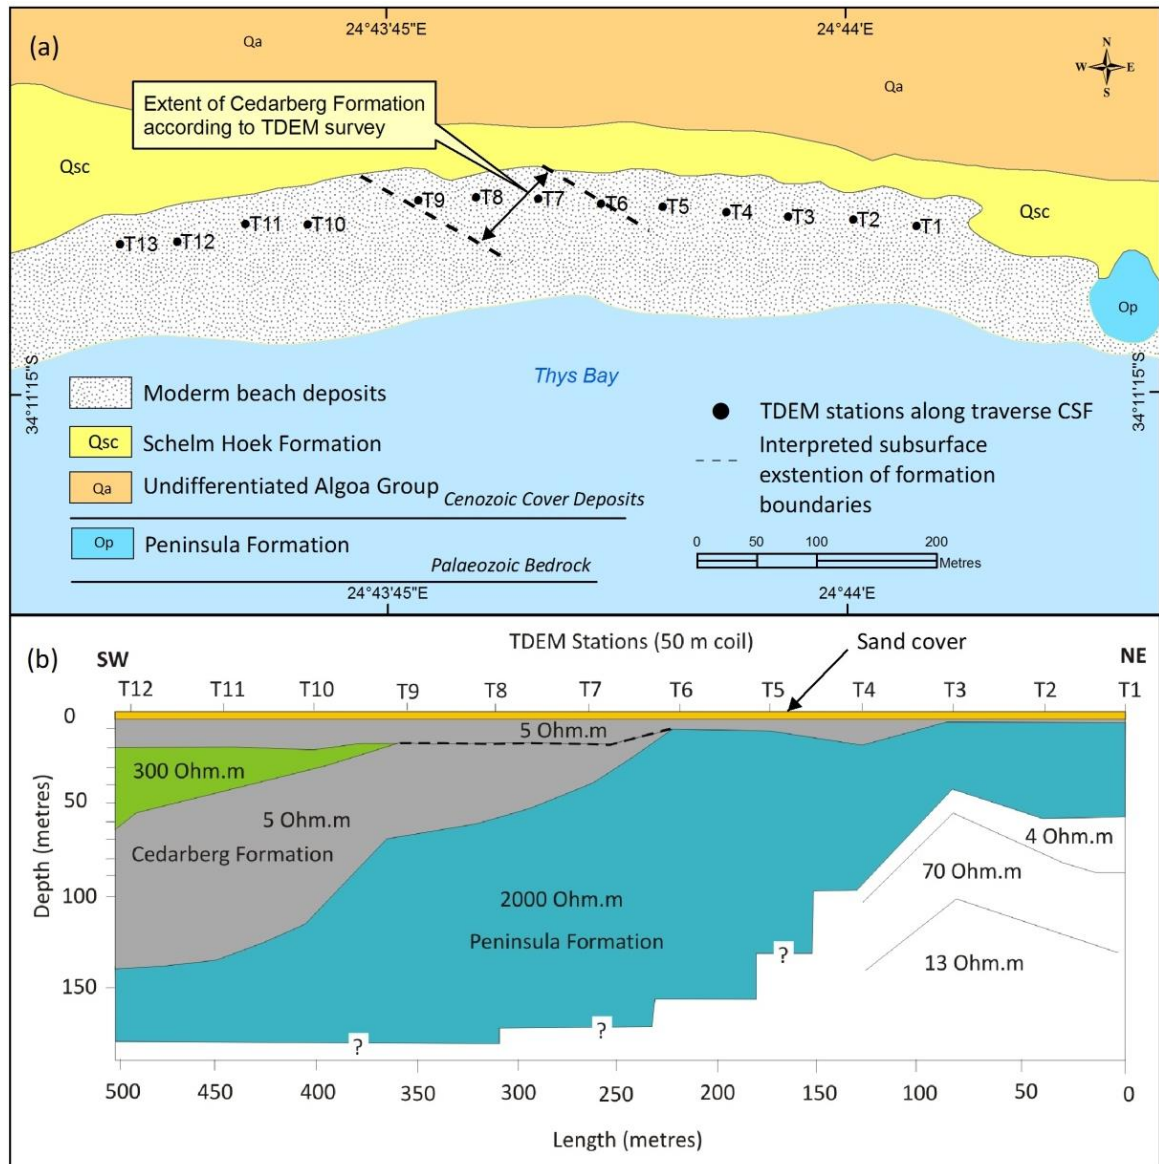 (a)
24°43'45"E
24°44'E
Qa
Qa
N
W E
S
Extent of Cedarberg Formation
according to TDEM survey
Qsc
T9
T8
T7
T6
T5
T4
T3
T2
T1
T13
T12
T11
T10
Qsc
Op
Thys Bay
34°11'15"S
34°11'15"S
Moderm beach deposits
Qsc Schelm Hoek Formation
Qa Undifferentiated Algoa Group
Cenozoic Cover Deposits
Op Peninsula Formation
Palaeozoic Bedrock
TDEM stations along traverse CSF
Interpreted subsurface
exstention of formation
boundaries
0 50 100 200
Metres
24°43'45"E
24°44'E
(b)
TDEM Stations (50 m coil)
Sand cover
SW
NE
T12 T11 T10 T9 T8 T7 T6 T5 T4 T3 T2 T1
0
50
100
150
Depth (metres)
5 Ohm.m
300 Ohm.m
5 Ohm.m
Cedarberg Formation
2000 Ohm.m
Peninsula Formation
4 Ohm.m
70 Ohm.m
13 Ohm.m
?
?
?
500 450 400 350 300 250 200 150 100 50 0
Length (metres)